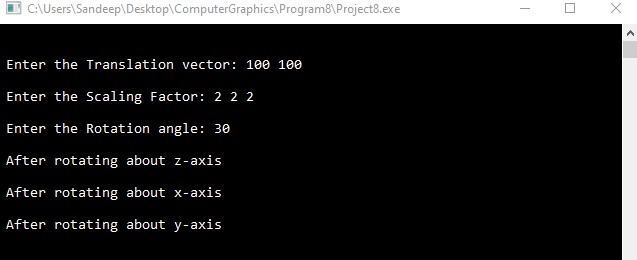 C:\Users\Sandeep\Desktop\ComputerGraphics\Program8\Project8.exe
Enter the Translation vector: 100 100
Enter the Scaling Factor: 2 2 2
Enter the Rotation angle: 30
After rotating about z-axis
After rotating about x-axis
After rotating about y-axis